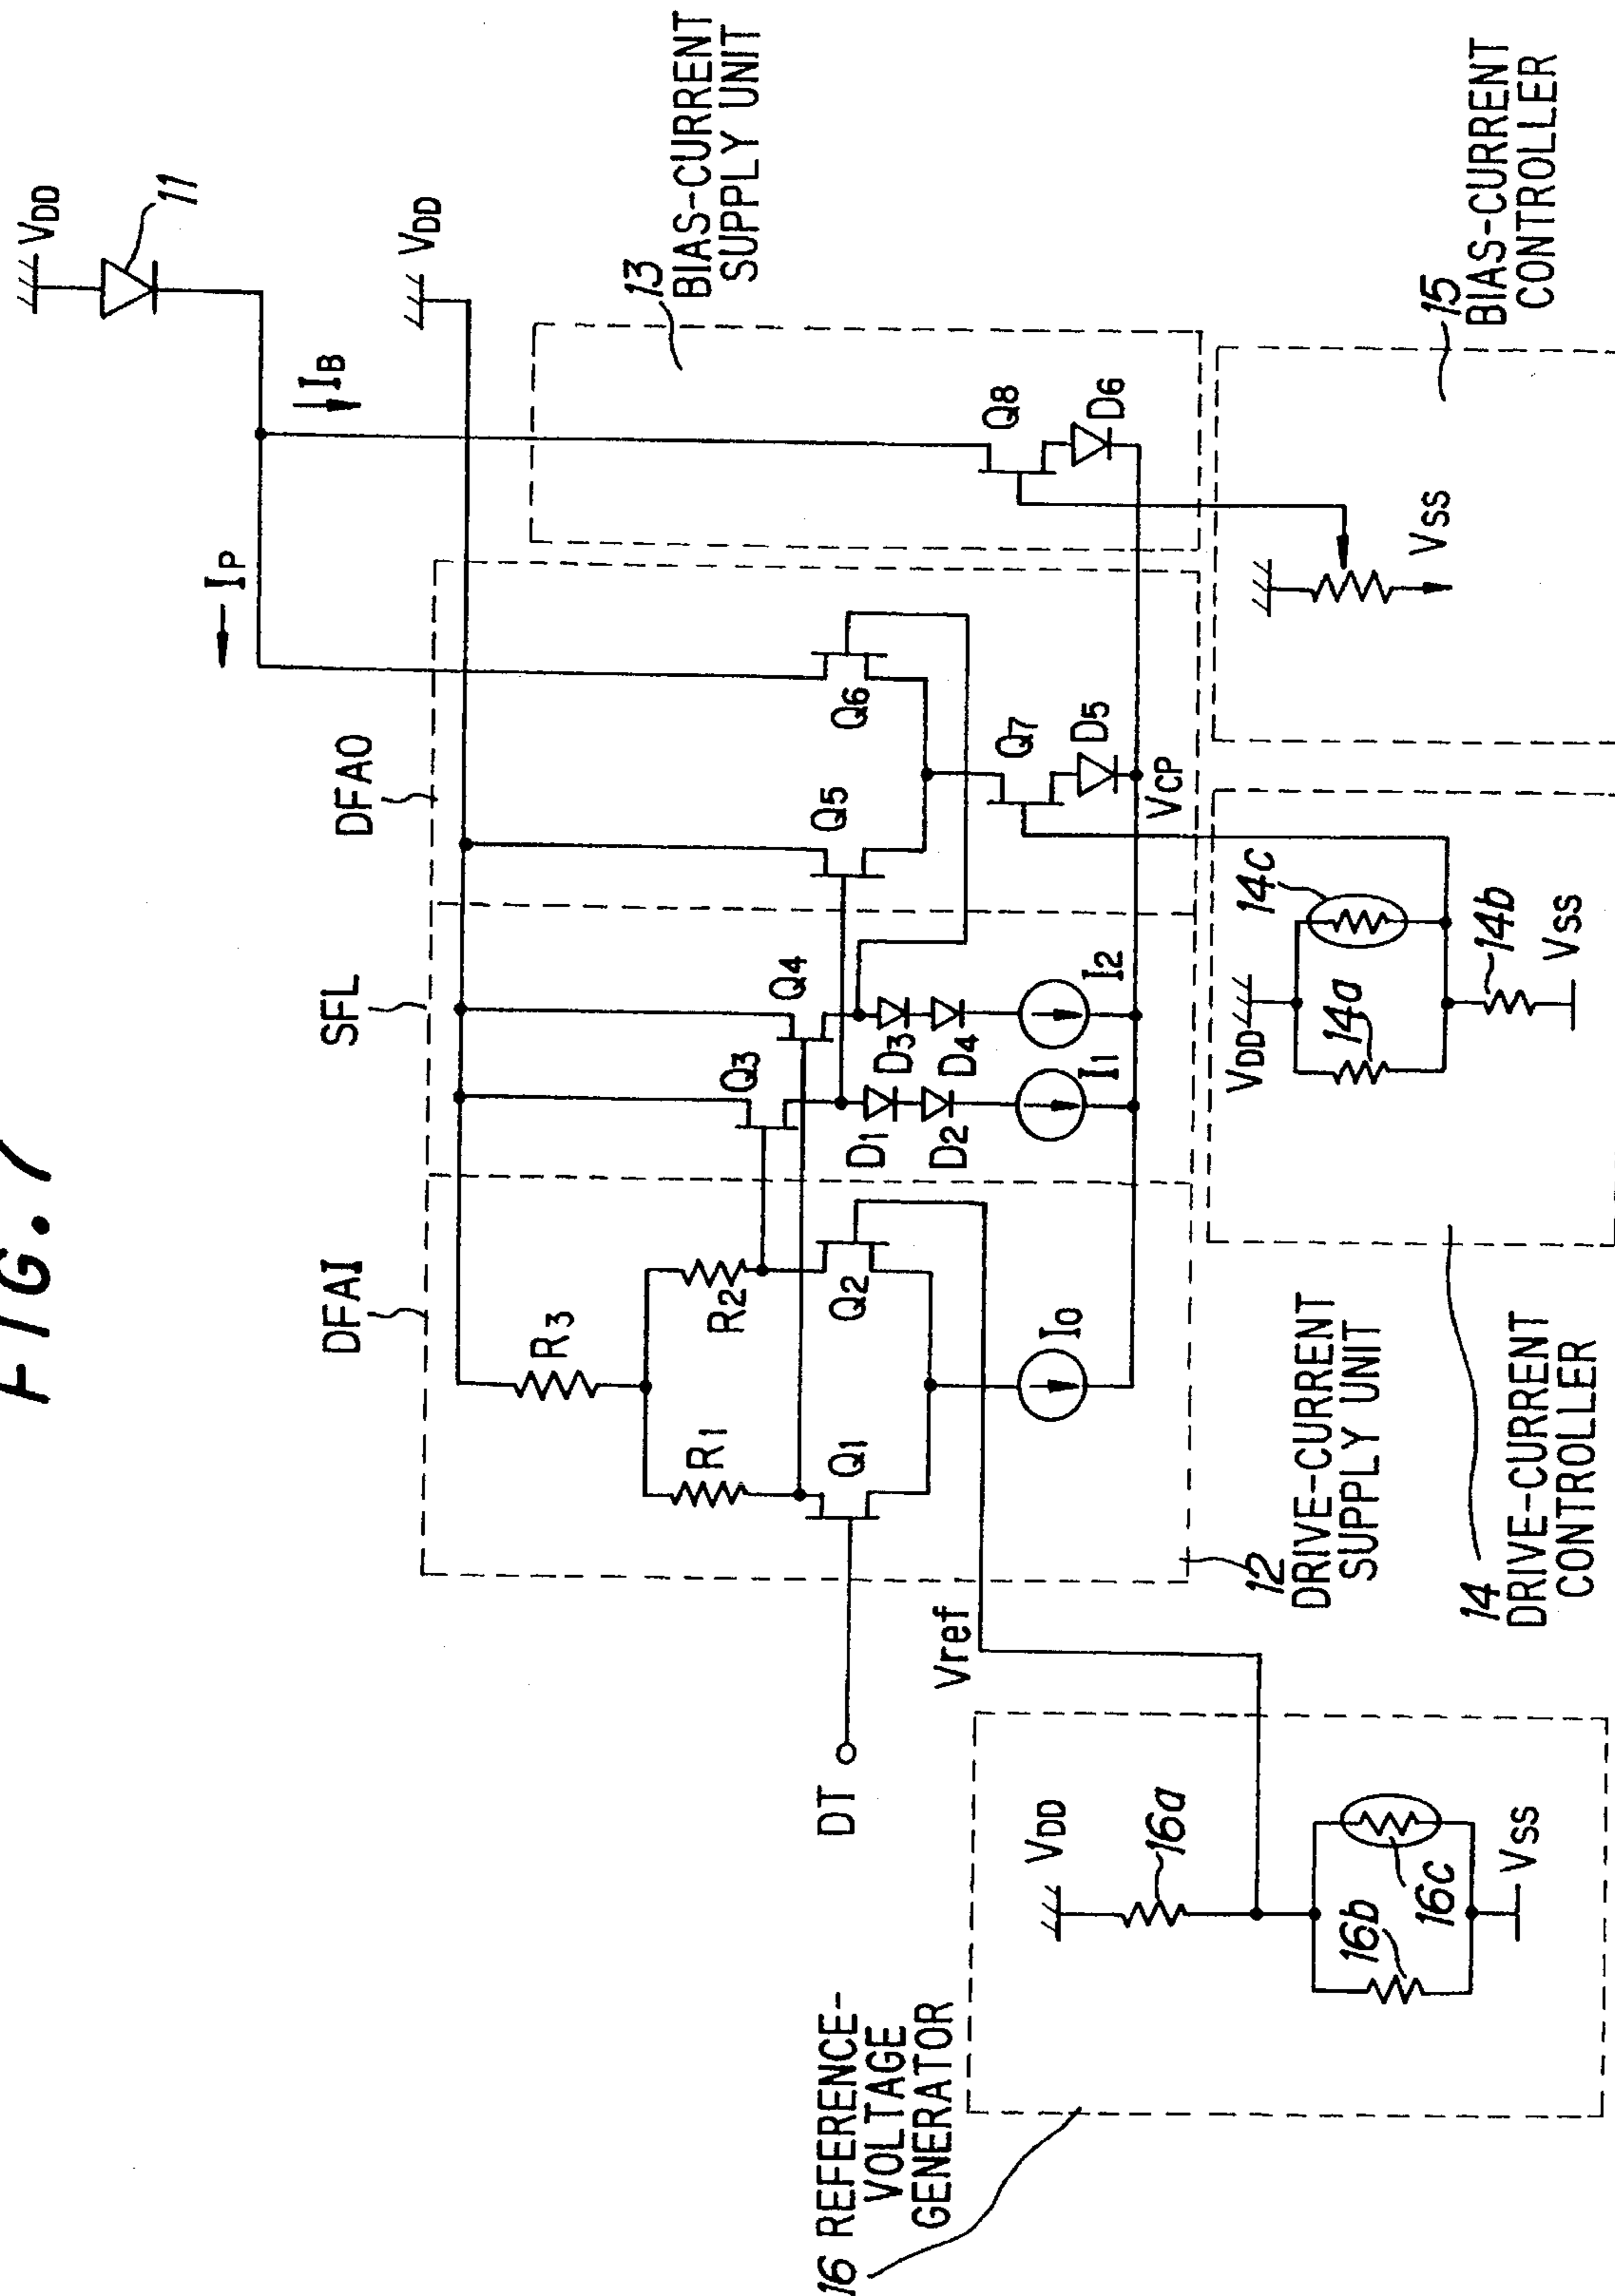 FIG. 7
VDD
11
VDD
IP
IB
13
BIAS-CURRENT
SUPPLY UNIT
DFAI
SFL
DFAO
R3
R1
R2
Q1
Q2
Q3
Q4
Q5
Q6
Q7
Q8
D1
D2
D3
D4
D5
D6
I0
I1
I2
VCP
DT
Vref
12
DRIVE-CURRENT
SUPPLY UNIT
16 REFERENCE-
VOLTAGE
GENERATOR
VDD
16a
16b
16c
VSS
14
DRIVE-CURRENT
CONTROLLER
VDD
14a
14c
14b
VSS
15
BIAS-CURRENT
CONTROLLER
VSS